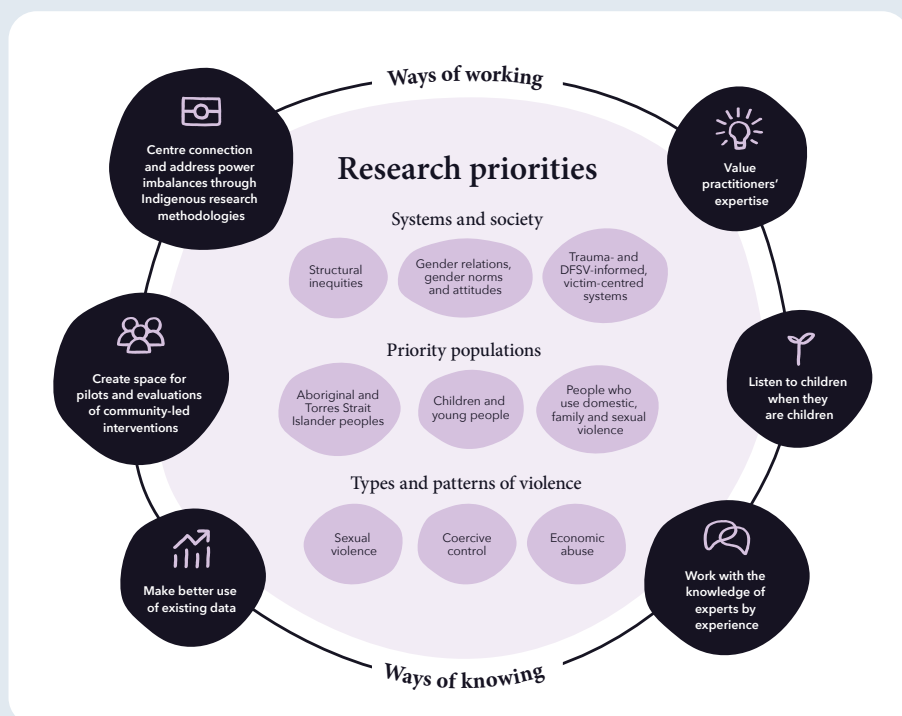 Ways of working
Centre connection
and address power
imbalances through
Indigenous research
methodologies
Value
practitioners’
expertise
Research priorities
Systems and society
Structural
inequities
Gender relations,
gender norms
and attitudes
Trauma- and
DFSV-informed,
victim-centred
systems
Create space for
pilots and evaluations
of community-led
interventions
Priority populations
Aboriginal and
Torres Strait
Islander peoples
Children and
young people
People who
use domestic,
family and sexual
violence
Listen to children
when they
are children
Types and patterns of violence
Sexual
violence
Coercive
control
Economic
abuse
Make better use
of existing data
Work with the
knowledge of
experts by
experience
Ways of knowing